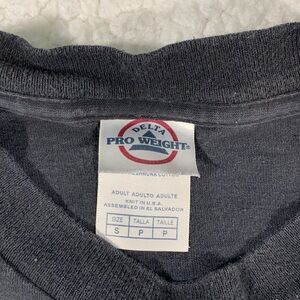 DELTA
PRO WEIGHT®
ADULT ADULTO ADULTE
KNIT IN U.S.A.
ASSEMBLED IN EL SALVADOR
SIZE TALLA TAILLE
S P P